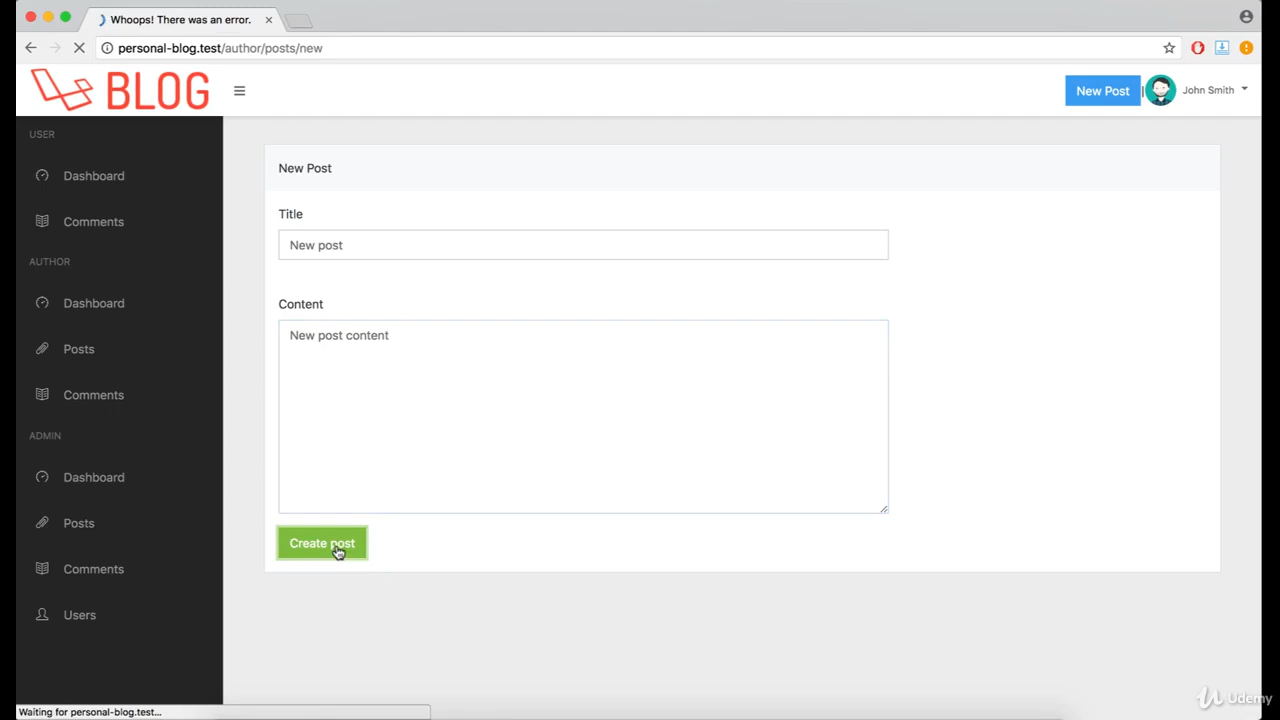 Whoops! There was an error.
personal-blog.test/author/posts/new
BLOG
New Post
John Smith
USER
Dashboard
Comments
AUTHOR
Dashboard
Posts
Comments
ADMIN
Dashboard
Posts
Comments
Users
New Post
Title
New post
Content
New post content
Create post
Waiting for personal-blog.test...
Udemy